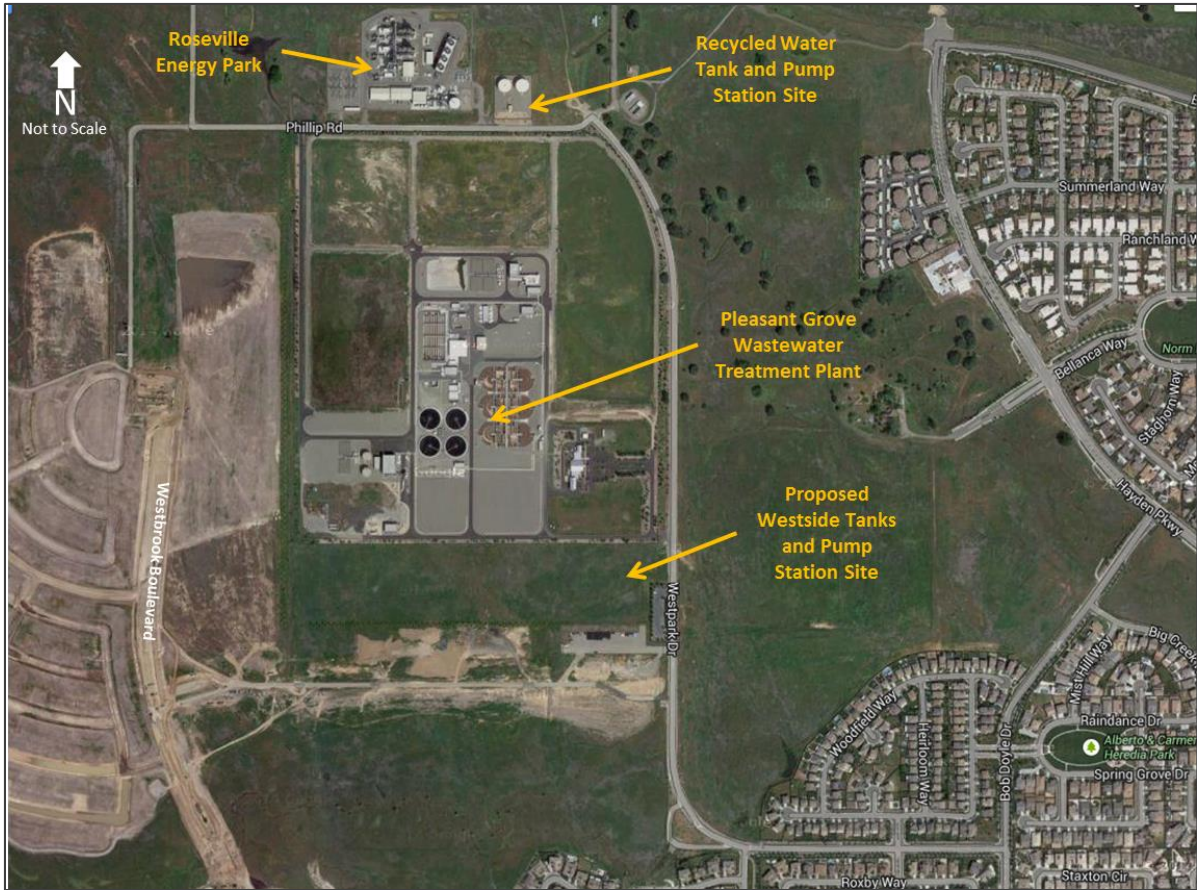 Roseville
Energy Park
Recycled Water
Tank and Pump
Station Site
N
Not to Scale
Phillip Rd
Summerland Way
Ranchland W
Pleasant Grove
Wastewater
Treatment Plant
Bellanca Way
Norm
Staghorn Way
Hayden Pkwy
Proposed
Westside Tanks
and Pump
Station Site
Westbrook Boulevard
Westpark Dr
Big Creek
Mist Hill Way
Woodfield Way
Heirloom Way
Bob Doyle Dr
Raindance Dr
Alberto & Carmen
Heredia Park
Spring Grove Dr
Roxby Way
Staxton Cir